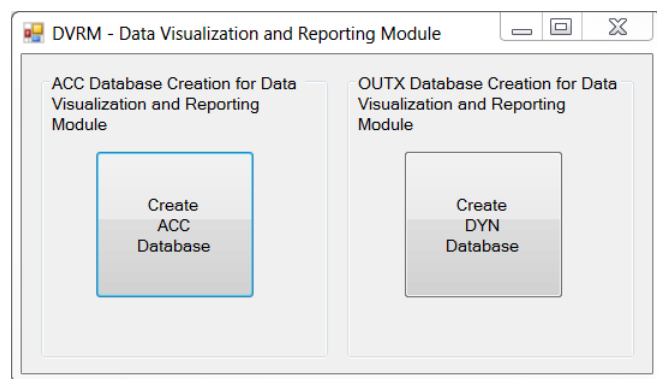 DVRM - Data Visualization and Reporting Module
ACC Database Creation for Data
Visualization and Reporting
Module
Create
ACC
Database
OUTX Database Creation for Data
Visualization and Reporting
Module
Create
DYN
Database